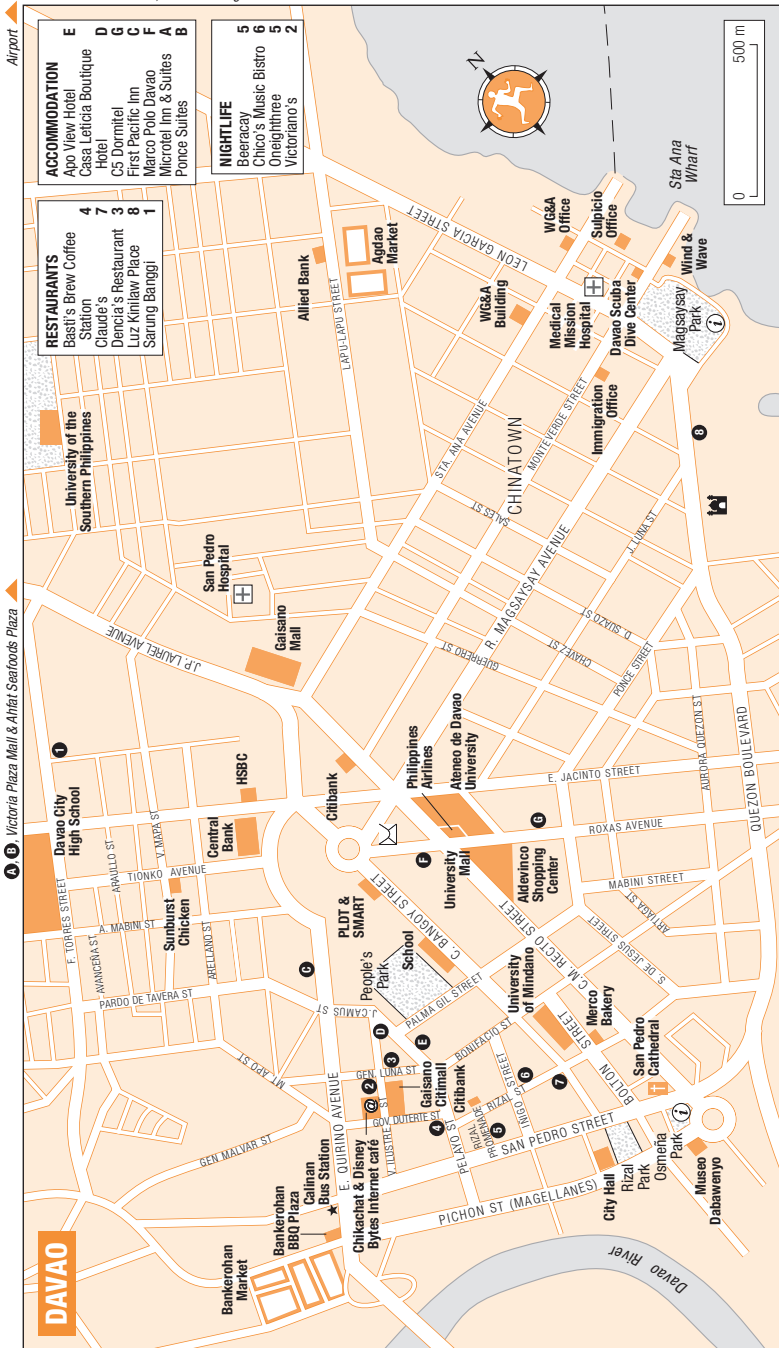 DAVAO
A, B, Victoria Plaza Mall & Ahfat Seafoods Plaza
Airport
ACCOMMODATION
Apo View Hotel E
Casa Leticia Boutique
Hotel D
C5 Dormitel G
First Pacific Inn C
Marco Polo Davao F
Microtel Inn & Suites A
Ponce Suites B
RESTAURANTS
Basti's Brew Coffee
Station 4
Claude's 7
Dencia's Restaurant 3
Luz Kinilaw Place 8
Sarung Banggi 1
NIGHTLIFE
Beeracay 5
Chico's Music Bistro 6
Oneighthree 5
Victoriano's 2
N
0 500 m
University of the
Southern Philippines
Allied Bank
Agdao
Market
LAPU-LAPU STREET
LEON GARCIA STREET
San Pedro
Hospital
Gaisano
Mall
J.P. LAUREL AVENUE
1
Davao City
High School
F. TORRES STREET
ARAULLO ST
V. MAPA ST
HSBC
Central
Bank
TIONKO AVENUE
A. MABINI ST
Sunburst
Chicken
AVANCEÑA ST
ARELLANO ST
PARDO DE TAVERA ST
MT. APO ST
GEN MALVAR ST
C
J.CAMUS ST
E. QUIRINO AVENUE
Citibank
PLDT &
SMART
C. BANGOY STREET
People's
Park
School
PALMA GIL STREET
D
E
3
GEN. LUNA ST
2
@
Gaisano
Citimall
V. ILUSTRE ST
GOV DUTERTE ST
Citibank
4
PELAYO ST
Chikachat & Disney
Bytes Internet café
Calinan
Bus Station
Bankerohan
BBQ Plaza
Bankerohan
Market
BONIFACIO ST
RIZAL STREET
RIZAL
PROMENADE
INIGO ST
5
6
7
SAN PEDRO STREET
PICHON ST (MAGELLANES)
University
of Mindano
Merco
Bakery
BOLTON STREET
San Pedro
Cathedral
City Hall
Rizal
Park
Osmeña
Park
i
Museo
Dabawenyo
Davao River
C.M. RECTO STREET
F
University
Mall
Philippines
Airlines
Ateneo de Davao
University
Aldevinco
Shopping
Center
G
ROXAS AVENUE
E. JACINTO STREET
MABINI STREET
ARTIAGA ST
S. DE JESUS STREET
AURORA QUEZON ST
QUEZON BOULEVARD
PONCE STREET
GUERRERO ST
CHAVEZ ST
D. SUAZO ST
J. LUNA ST
R. MAGSAYSAY AVENUE
SALES ST
CHINATOWN
MONTEVERDE STREET
STA. ANA AVENUE
WG&A
Building
Medical
Mission
Hospital
Immigration
Office
WG&A
Office
Sulpicio
Office
Davao Scuba
Dive Center
Wind &
Wave
Magsaysay
Park
i
8
Sta Ana
Wharf